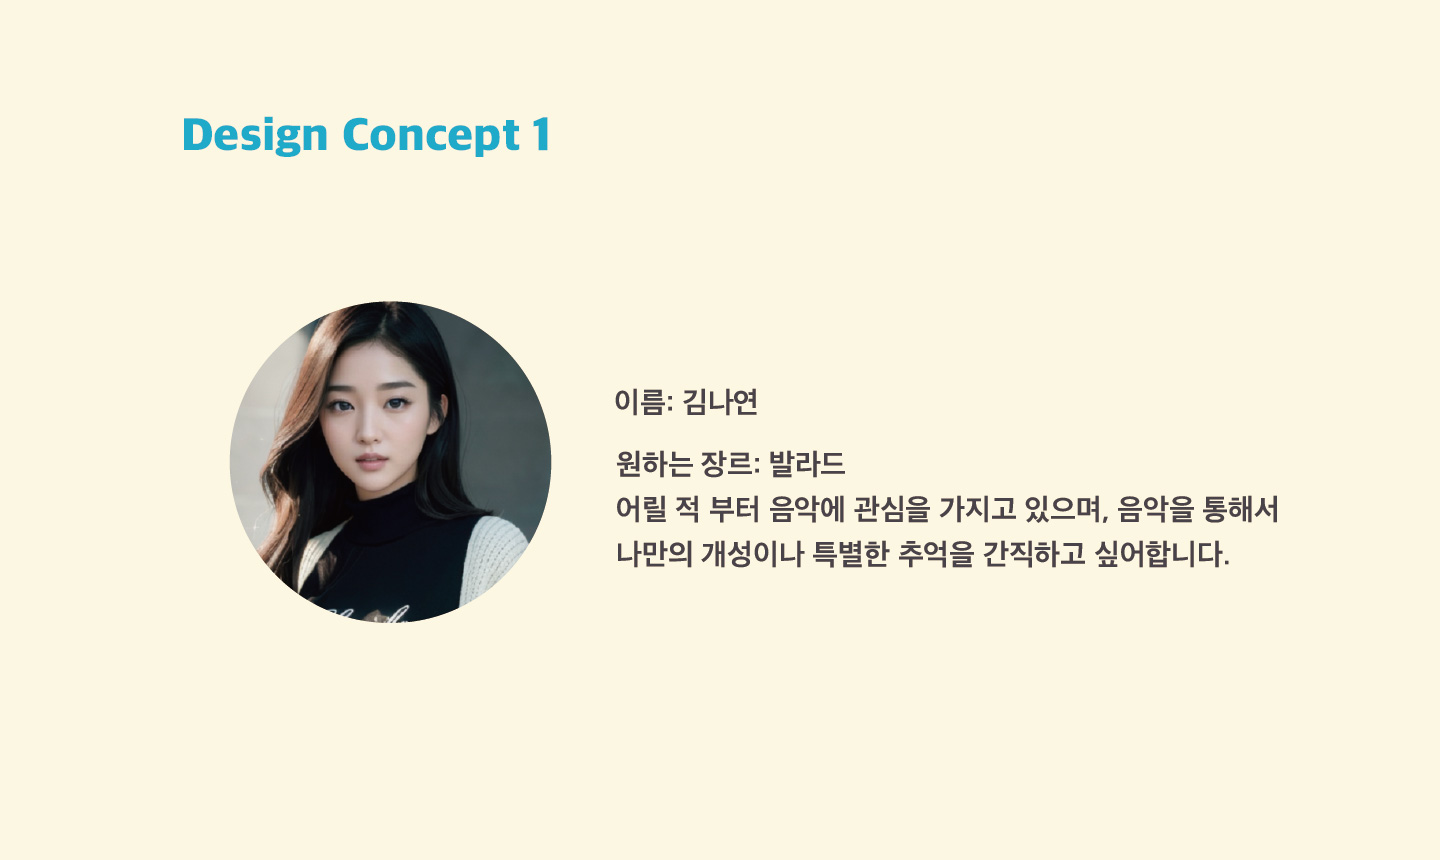 Design Concept 1
이름: 김나연
원하는 장르: 발라드
어릴 적 부터 음악에 관심을 가지고 있으며, 음악을 통해서
나만의 개성이나 특별한 추억을 간직하고 싶어합니다.